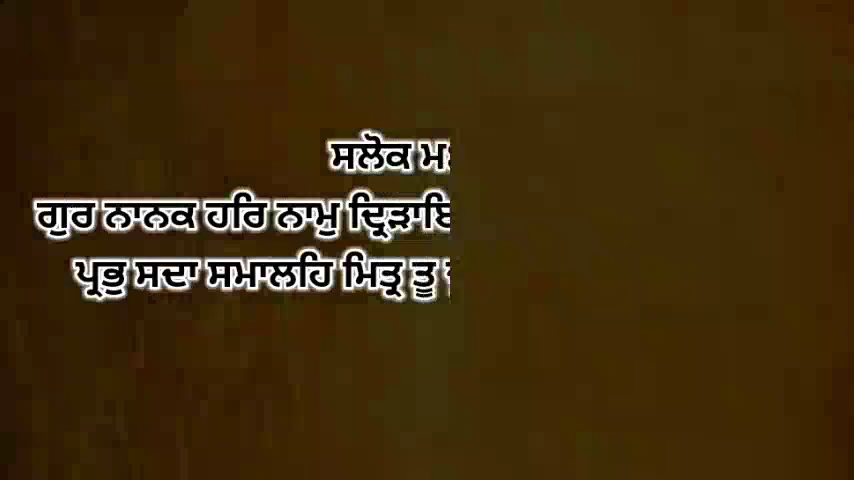 ਸਲੋਕ
ਗੁਰ ਨਾਨਕ ਹਰਿ ਨਾਮੁ
ਪ੍ਰਭੁ ਸਦਾ ਸਮਾਲਹਿ ਮਿਤ੍ਰ ਤੂ